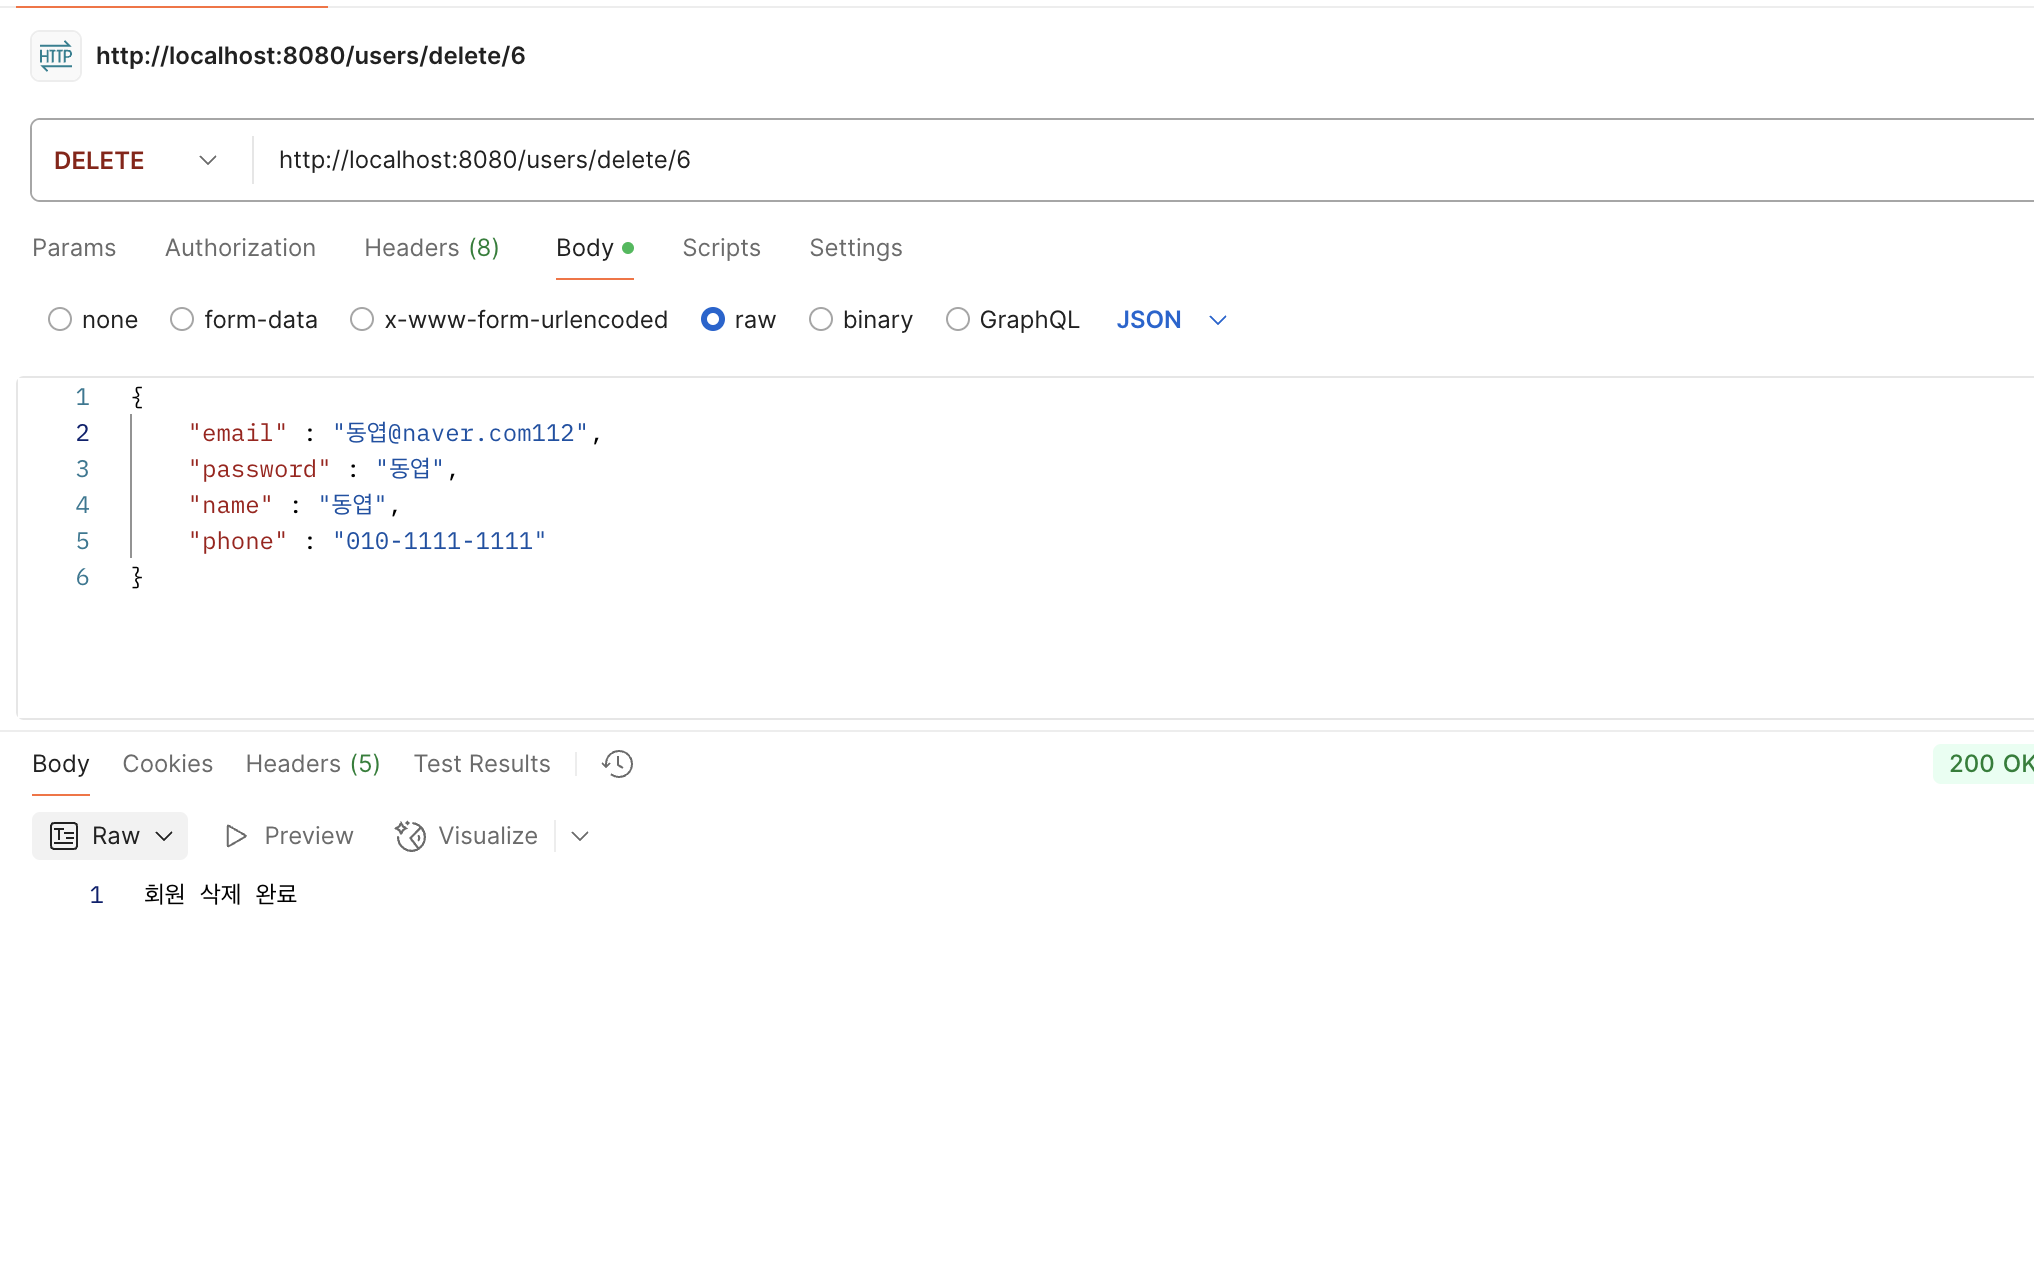 HTTP http://localhost:8080/users/delete/6
DELETE http://localhost:8080/users/delete/6
Params Authorization Headers (8) Body Scripts Settings
none form-data x-www-form-urlencoded raw binary GraphQL JSON
1 {
2 "email" : "동엽@naver.com112",
3 "password" : "동엽",
4 "name" : "동엽",
5 "phone" : "010-1111-1111"
6 }
Body Cookies Headers (5) Test Results 200 OK
Raw Preview Visualize
1 회원 삭제 완료